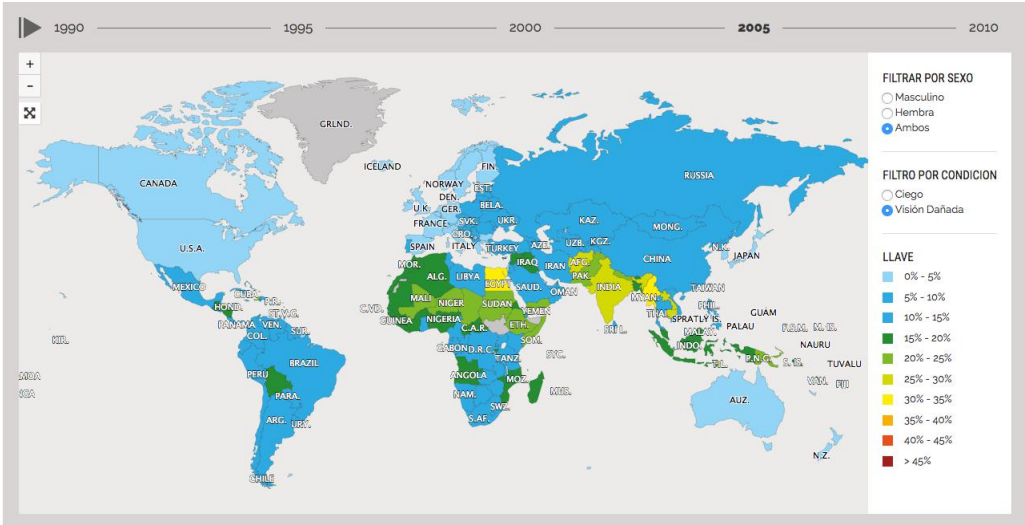 1990 1995 2000 2005 2010
+
-
FILTRAR POR SEXO
Masculino
Hembra
Ambos
FILTRO POR CONDICION
Ciego
Visión Dañada
LLAVE
0% - 5%
5% - 10%
10% - 15%
15% - 20%
20% - 25%
25% - 30%
30% - 35%
35% - 40%
40% - 45%
> 45%
GRLND.
ICELAND
FIN.
RUSSIA
CANADA
NORWAY
EST.
DEN.
U.K.
GER.
BELA.
FRANCE
SVK.
UKR.
KAZ.
MONG.
CRO.
U.S.A.
SPAIN
ITALY
TURKEY
AZE.
UZB.
KGZ.
N.K.
JAPAN
MOR.
IRAQ
IRAN
AFG.
CHINA
ALG.
LIBYA
EGYPT
PAK.
MEXICO
CUBA
SAUD.
OMAN
INDIA
MYAN.
TAIWAN
P.R.
C.VD.
MALI
NIGER
SUDAN
YEMEN
THAI.
PHIL.
GUAM
HOND.
ST.V.G.
GUINEA
NIGERIA
ETH.
SPRATLY IS.
PANAMA
VEN.
C.A.R.
SOM.
SRI L.
MALAY.
PALAU
F.S.M.
M. IS.
COL.
SUR.
GABON
D.R.C.
SYC.
INDO.
NAURU
KIR.
BRAZIL
TANZ.
P.N.G.
S. IS.
TUVALU
PERU
ANGOLA
MOZ.
T.L.
MOA
PARA.
NAM.
MUS.
VAN.
FIJI
NGA
ARG.
URY.
SWZ.
S.AF.
AUZ.
CHILE
N.Z.